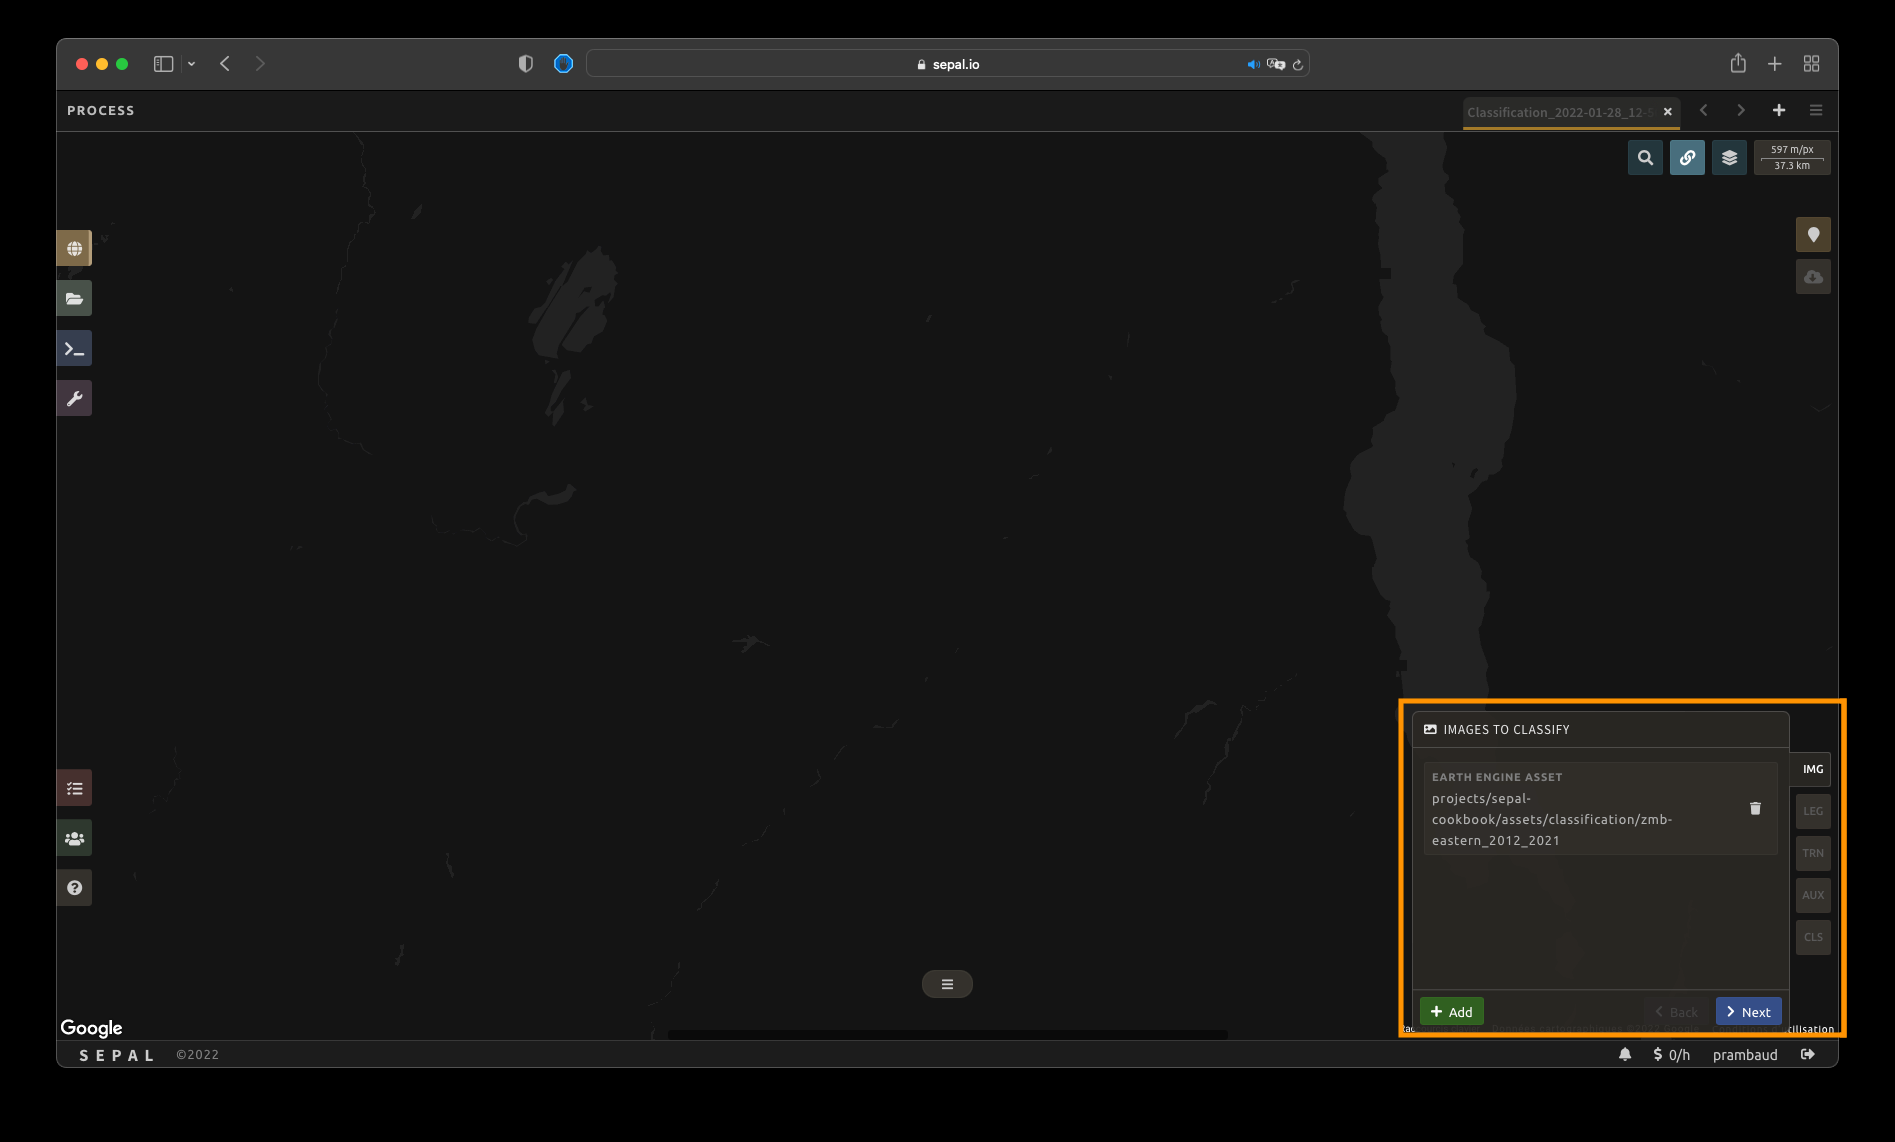 sepal.io
PROCESS
Classification_2022-01-28_12-5
597 m/px
37.3 km
IMAGES TO CLASSIFY
EARTH ENGINE ASSET
projects/sepal-
cookbook/assets/classification/zmb-
eastern_2012_2021
IMG
LEG
TRN
AUX
CLS
Add
Back
Next
Google
SEPAL ©2022
$ 0/h
prambaud